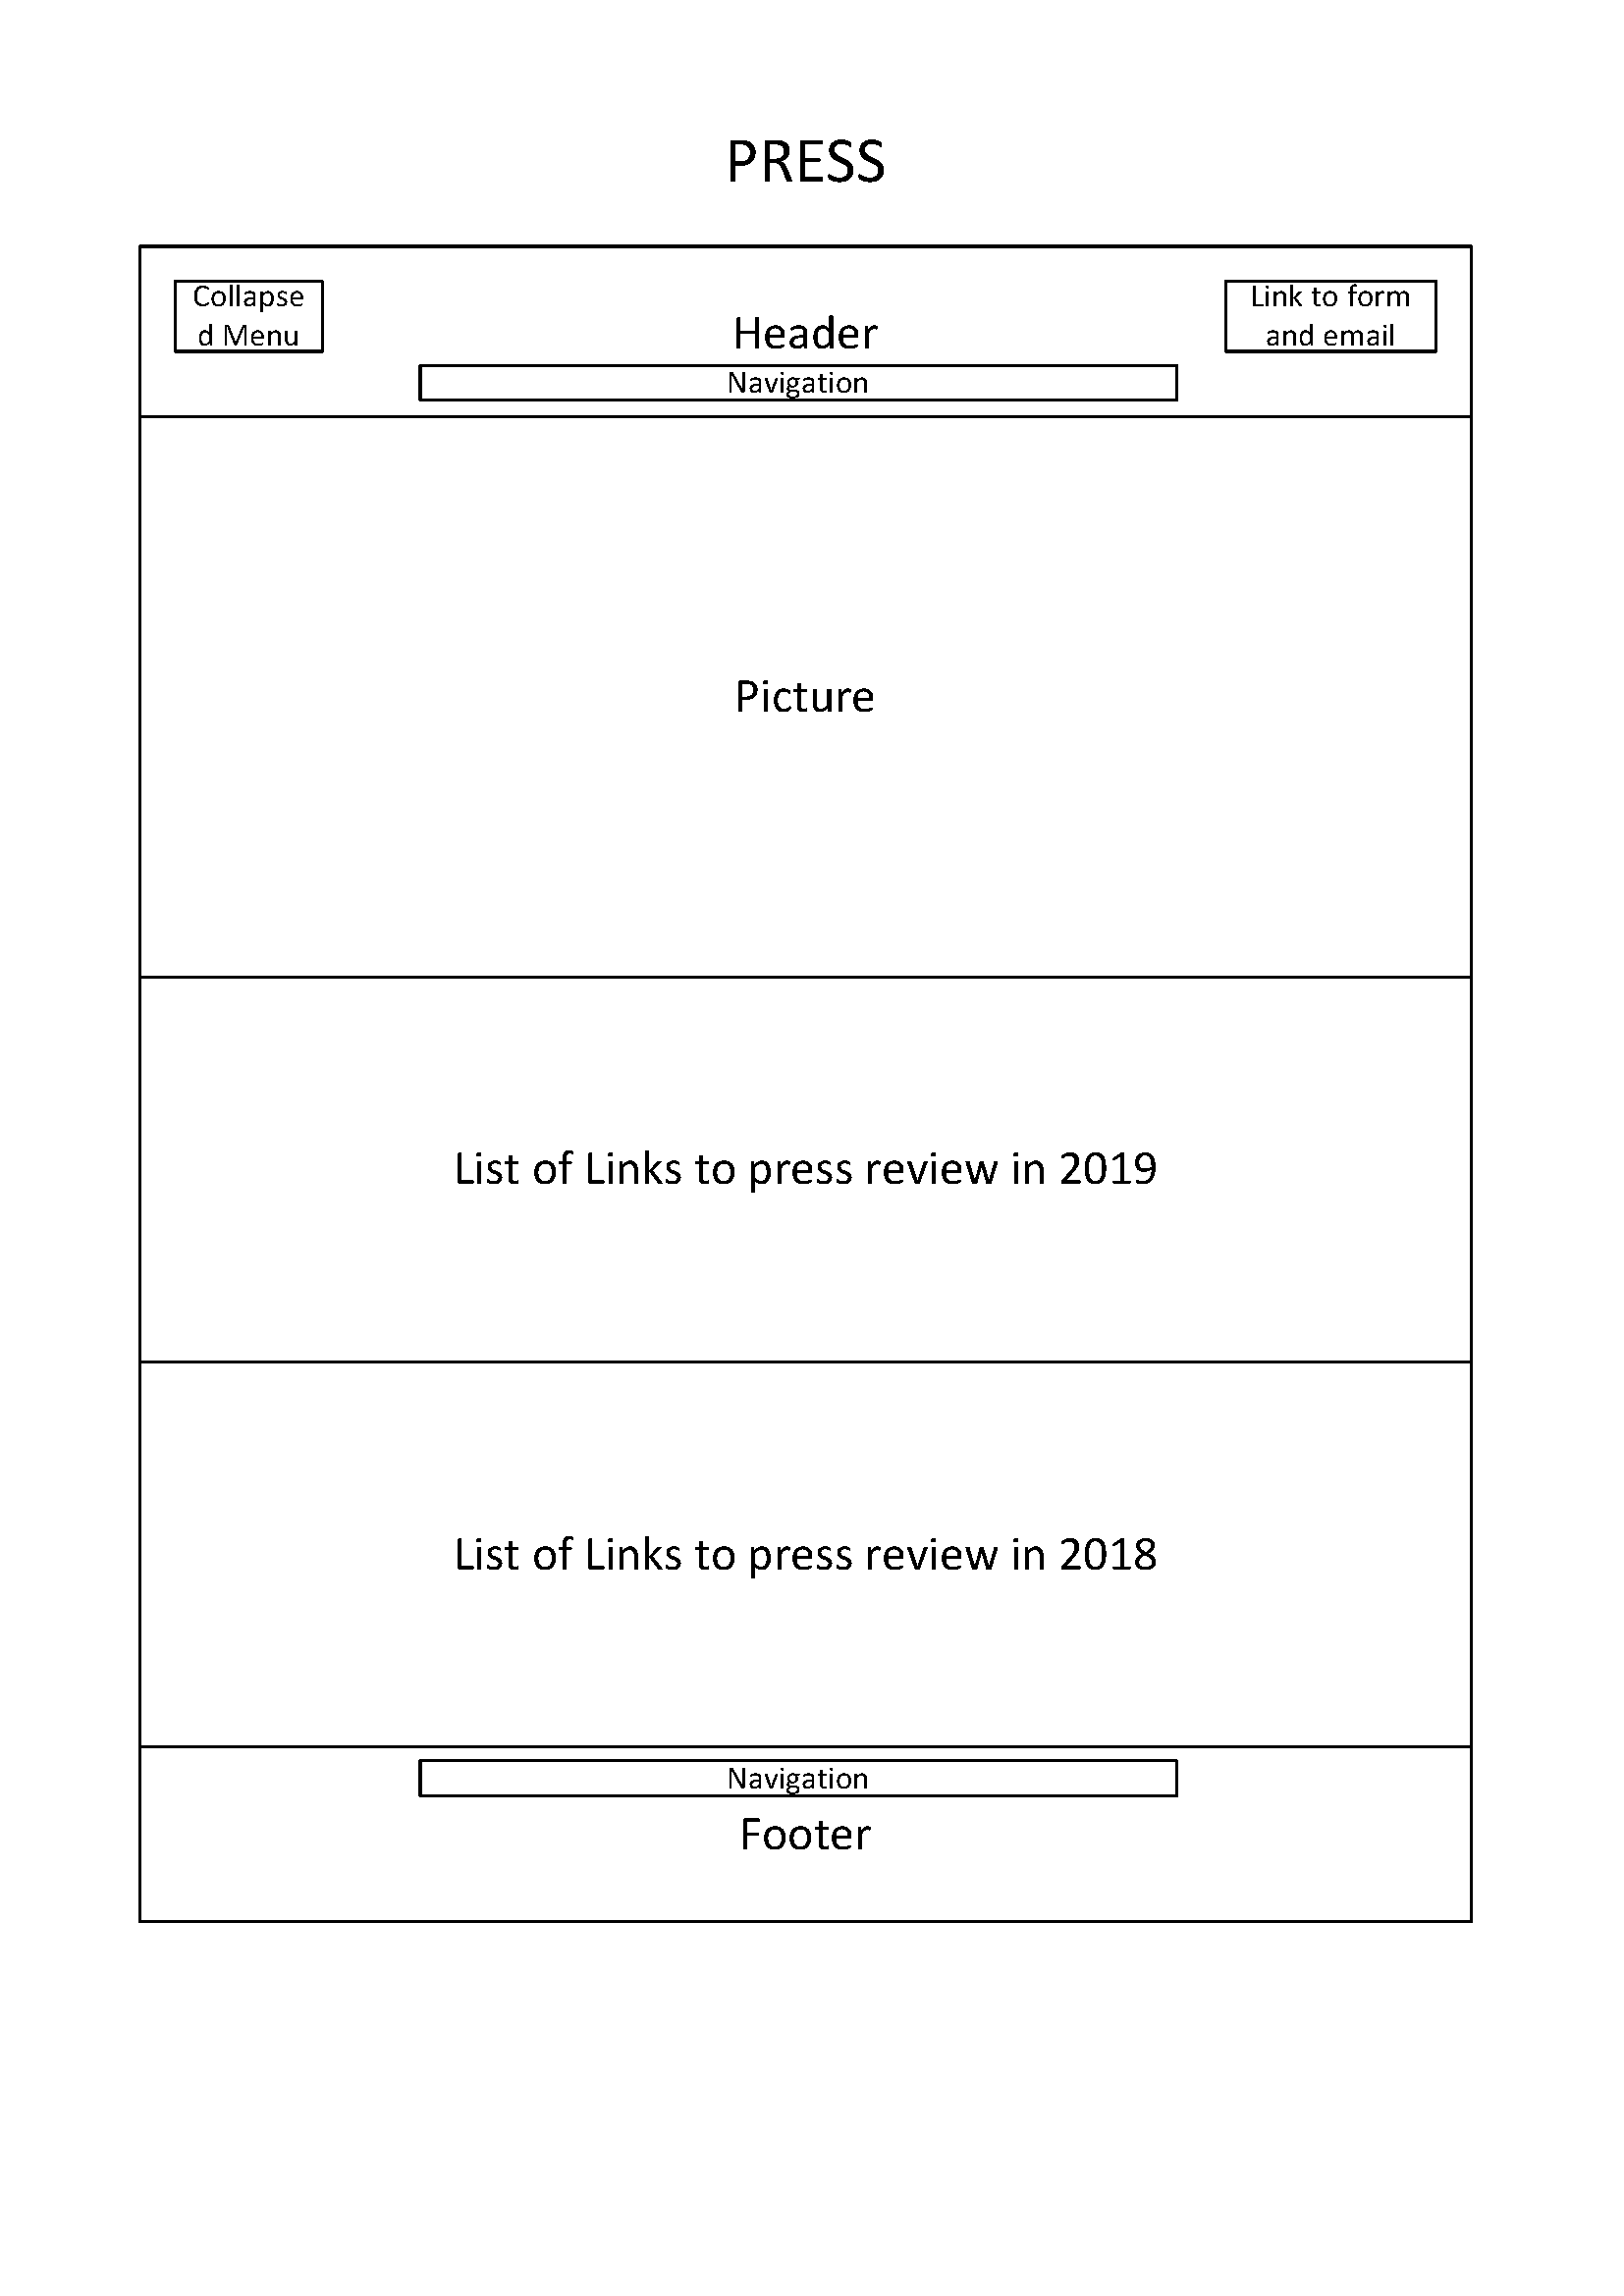 PRESS
Collapse
d Menu
Link to form
and email
Header
Navigation
Picture
List of Links to press review in 2019
List of Links to press review in 2018
Navigation
Footer